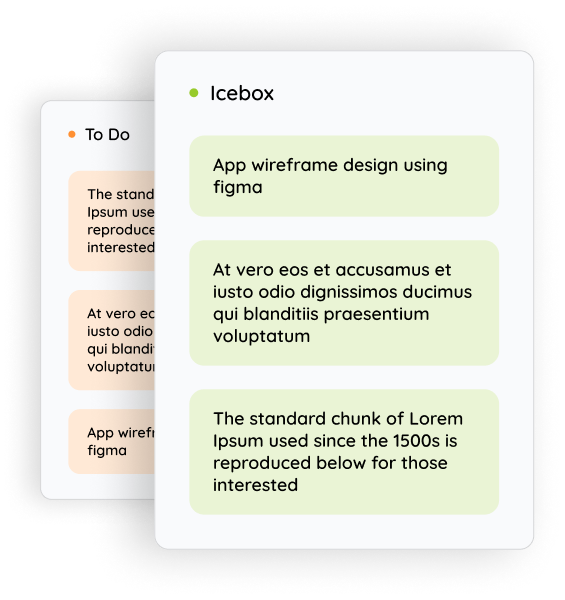 To Do
The stand
Ipsum use
reproduce
interested
At vero eo
iusto odio
qui blandi
voluptatu
App wirefr
figma
Icebox
App wireframe design using
figma
At vero eos et accusamus et
iusto odio dignissimos ducimus
qui blanditiis praesentium
voluptatum
The standard chunk of Lorem
Ipsum used since the 1500s is
reproduced below for those
interested